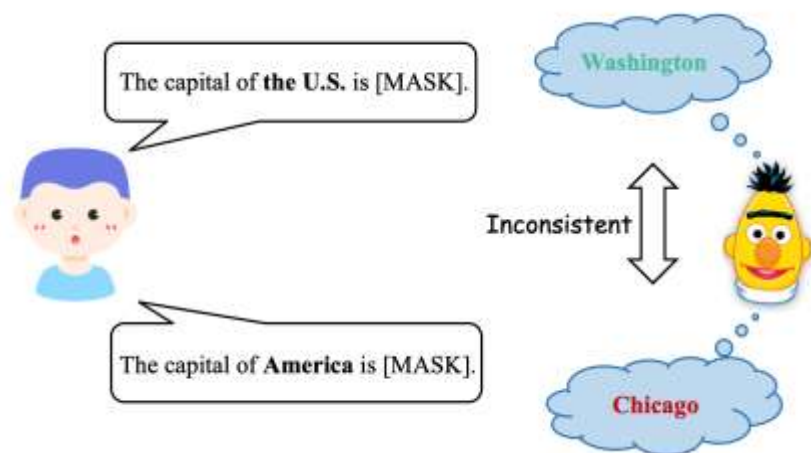 The capital of the U.S. is [MASK].
Washington
Inconsistent
The capital of America is [MASK].
Chicago